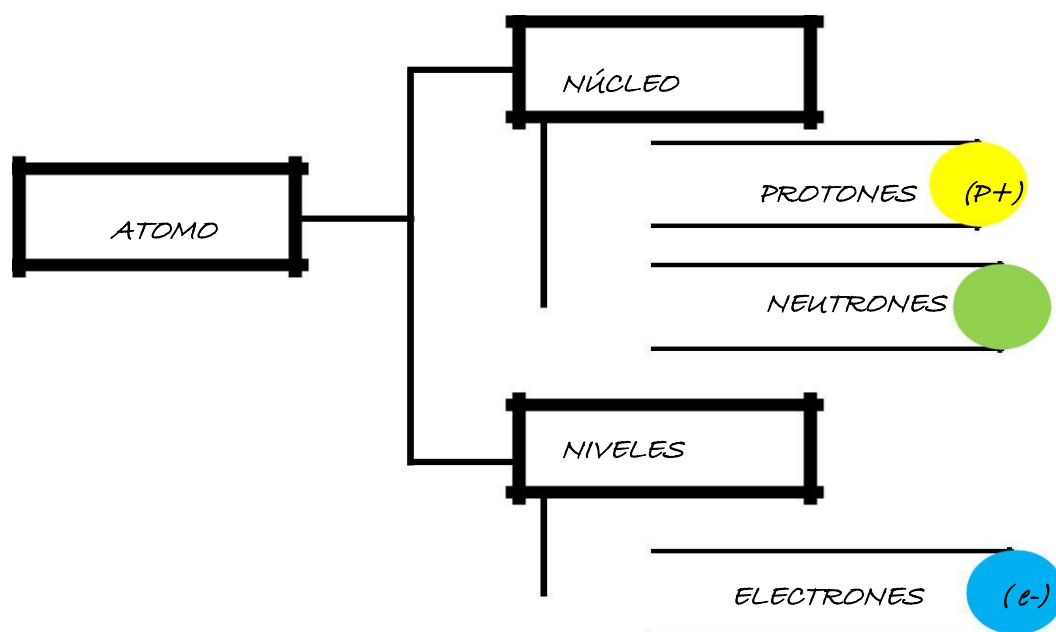 NÚCLEO
PROTONES (P+)
ATOMO
NEUTRONES
NIVELES
ELECTRONES (e-)